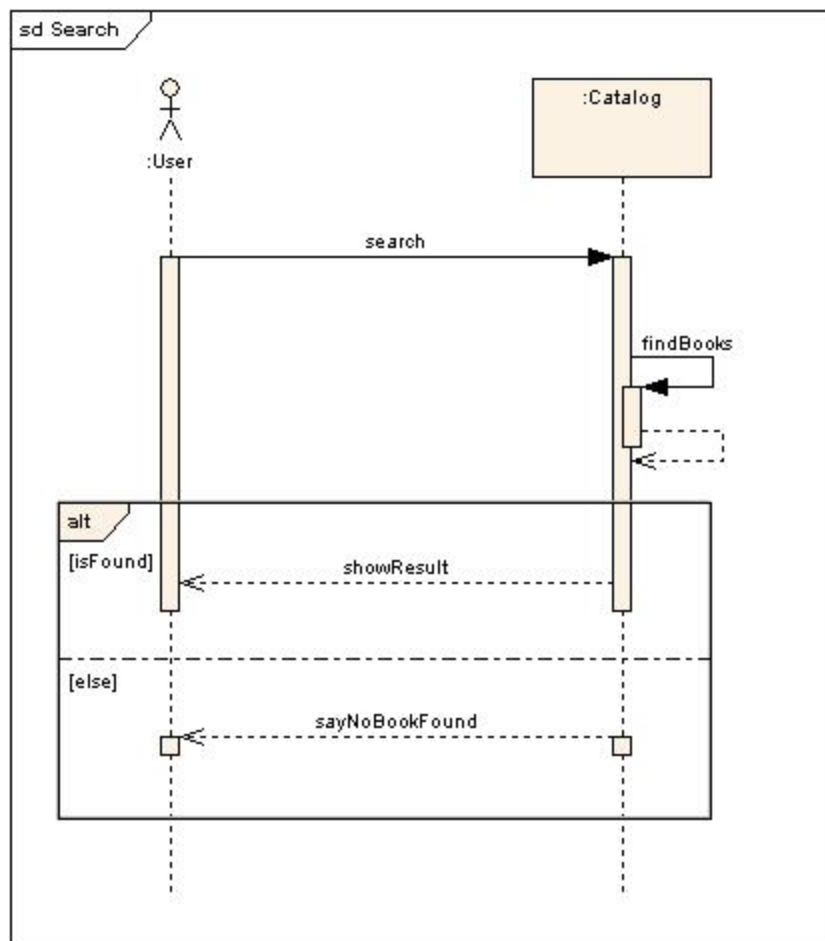 sd Search
:User
:Catalog
search
findBooks
alt
[isFound]
showResult
[else]
sayNoBookFound